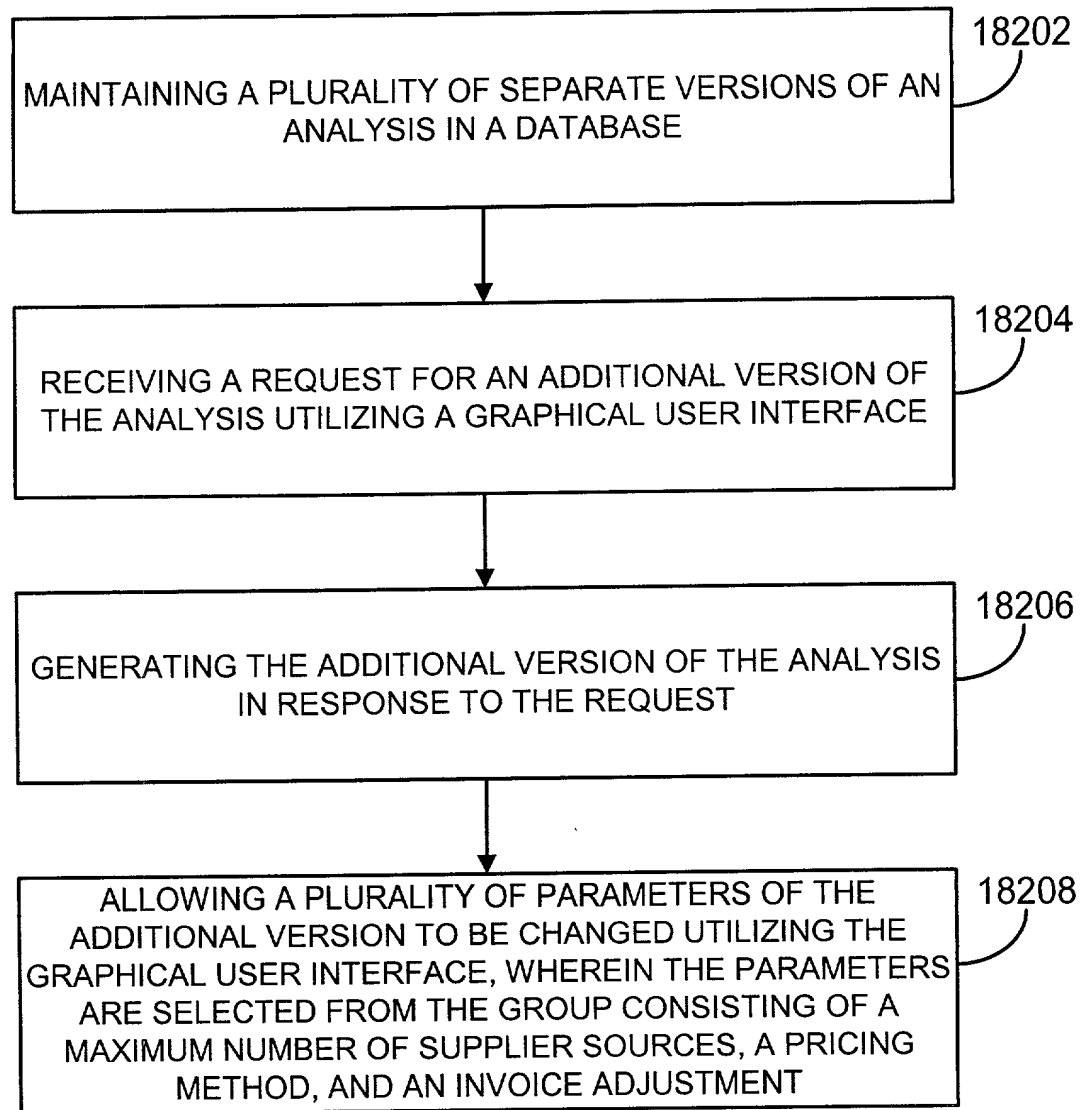 18202
MAINTAINING A PLURALITY OF SEPARATE VERSIONS OF AN
ANALYSIS IN A DATABASE
18204
RECEIVING A REQUEST FOR AN ADDITIONAL VERSION OF
THE ANALYSIS UTILIZING A GRAPHICAL USER INTERFACE
18206
GENERATING THE ADDITIONAL VERSION OF THE ANALYSIS
IN RESPONSE TO THE REQUEST
18208
ALLOWING A PLURALITY OF PARAMETERS OF THE
ADDITIONAL VERSION TO BE CHANGED UTILIZING THE
GRAPHICAL USER INTERFACE, WHEREIN THE PARAMETERS
ARE SELECTED FROM THE GROUP CONSISTING OF A
MAXIMUM NUMBER OF SUPPLIER SOURCES, A PRICING
METHOD, AND AN INVOICE ADJUSTMENT